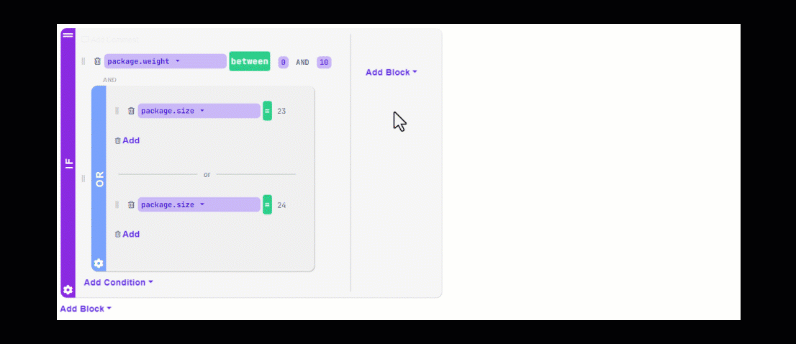 package.weight between 0 AND 10
AND
IF
OR
package.size = 23
Add
or
package.size = 24
Add
Add Condition
Add Block
Add Block